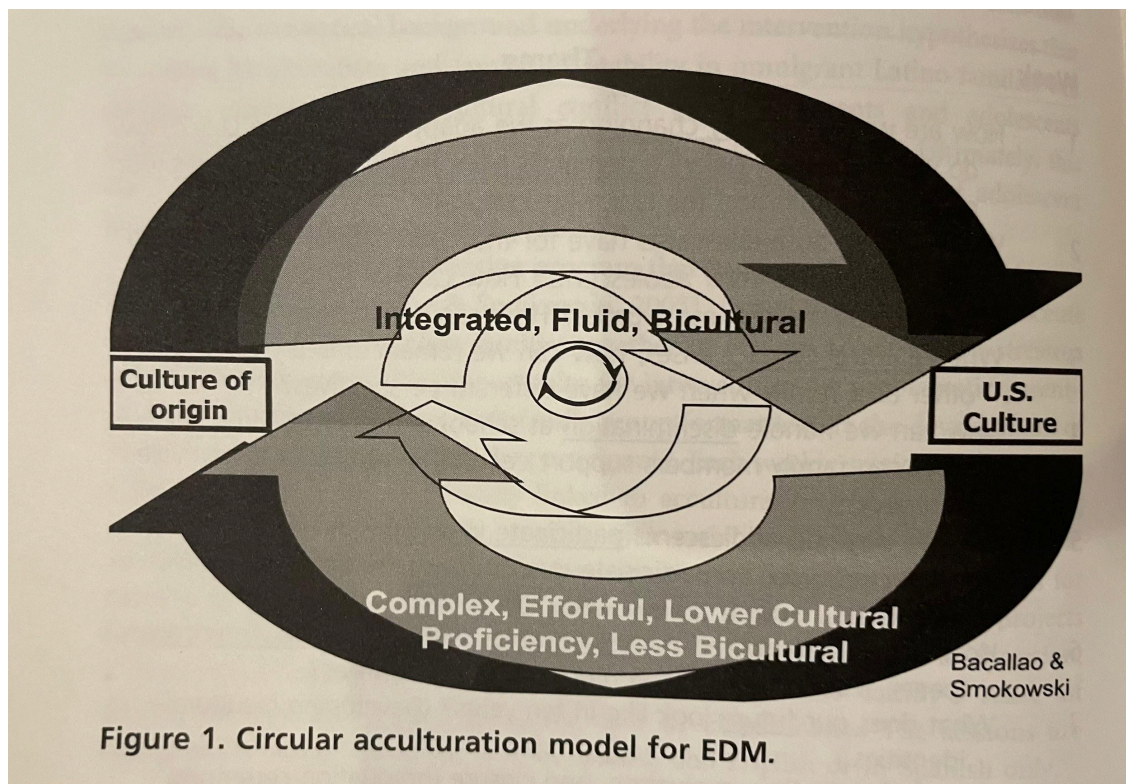 Integrated, Fluid, Bicultural
Culture of
origin
U.S.
Culture
Complex, Effortful, Lower Cultural
Proficiency, Less Bicultural
Bacallao &
Smokowski
Figure 1. Circular acculturation model for EDM.